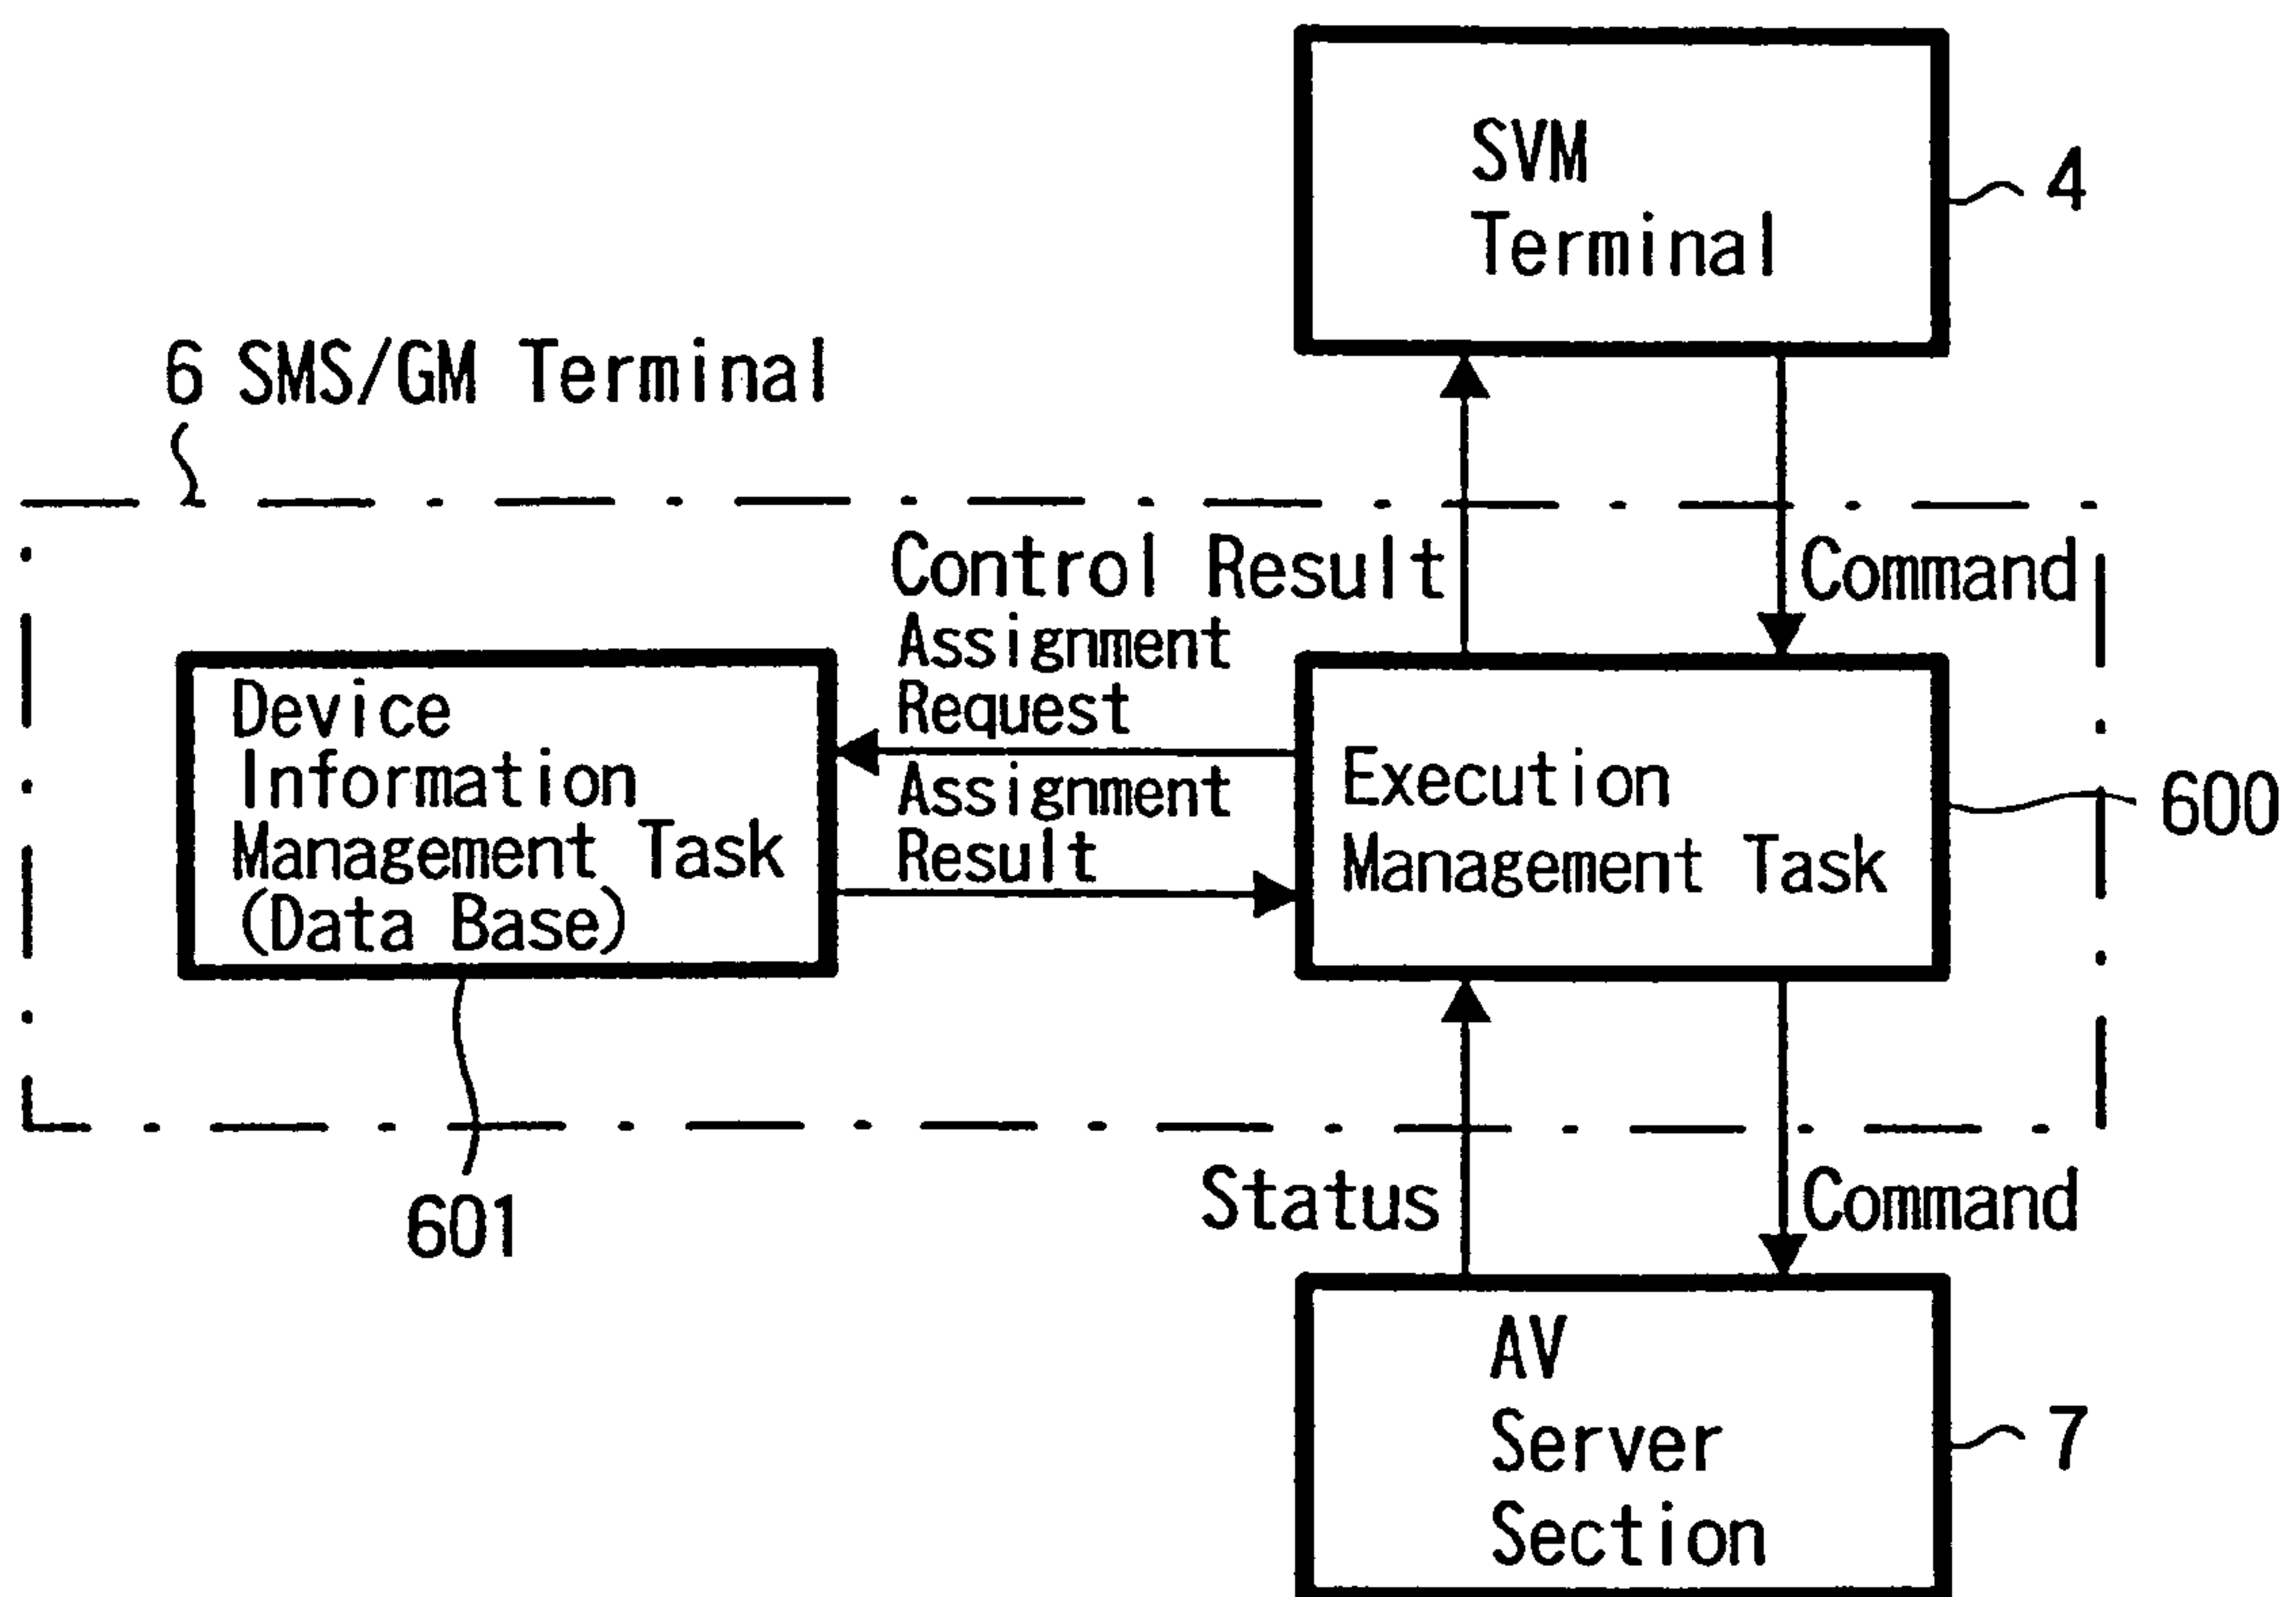 SVM
Terminal
4
6 SMS/GM Terminal
Control Result
Command
Assignment
Request
Device
Information
Management Task
(Data Base)
Assignment
Result
Execution
Management Task
600
601
Status
Command
AV
Server
Section
7